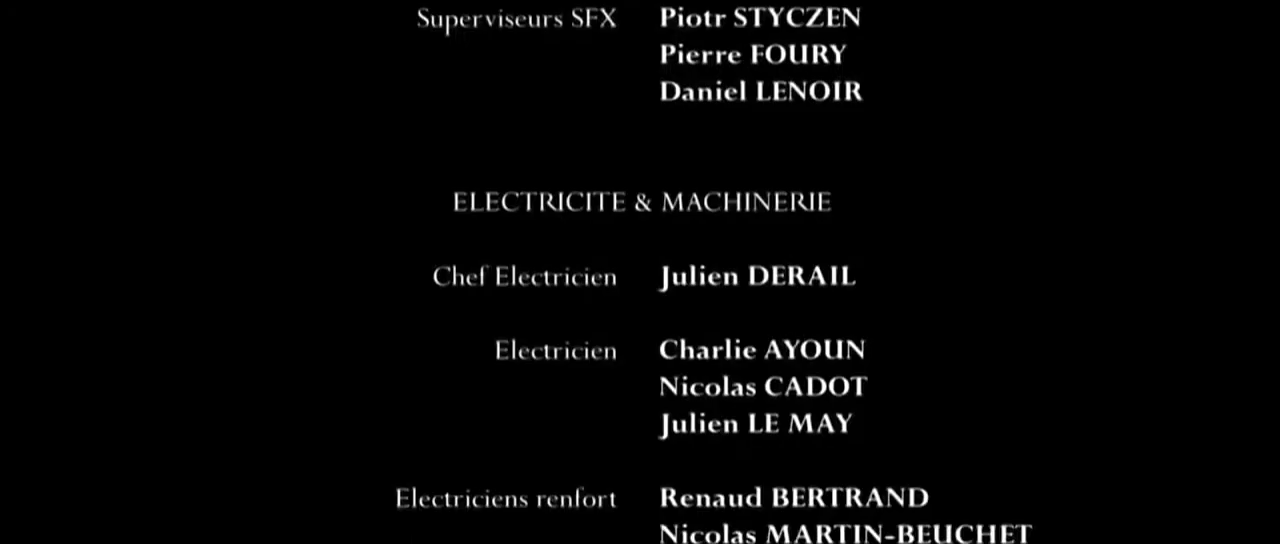 Superviseurs SFX Piotr STYCZEN
Pierre FOURY
Daniel LENOIR
ELECTRICITE & MACHINERIE
Chef Electricien Julien DERAIL
Electricien Charlie AYOUN
Nicolas CADOT
Julien LE MAY
Electriciens renfort Renaud BERTRAND
Nicolas MARTIN-BEUCHET